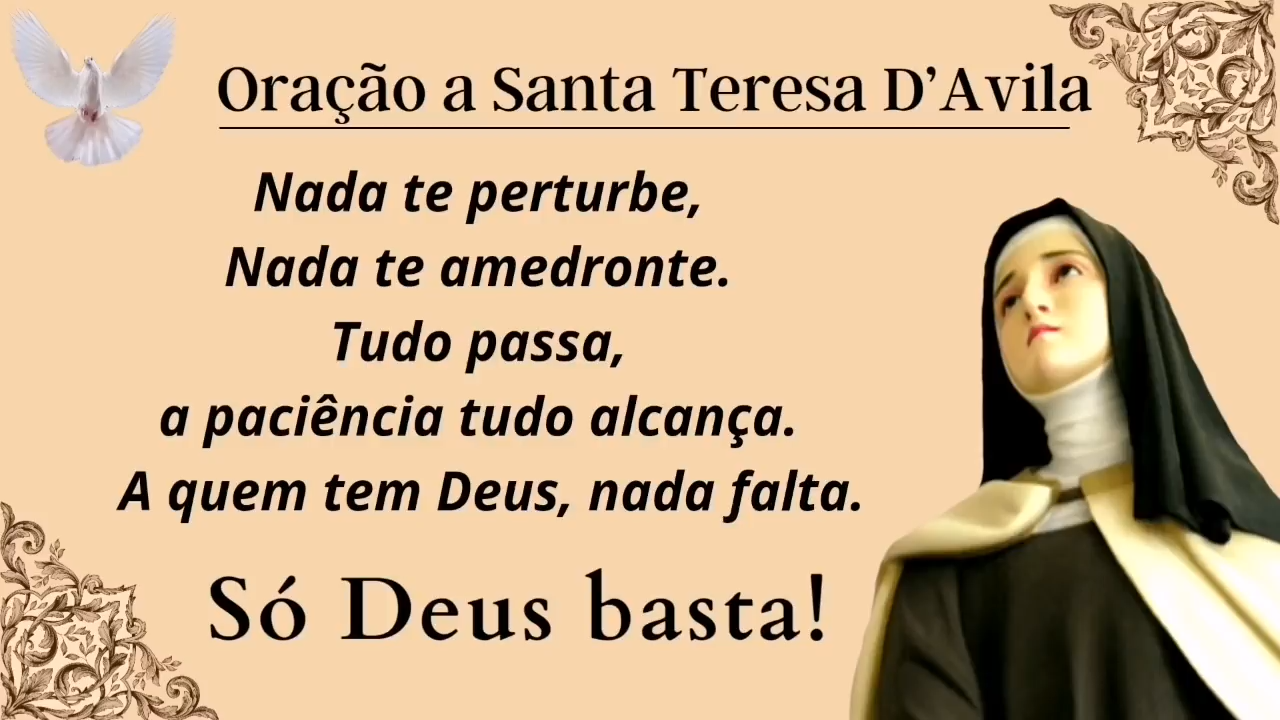 Oração a Santa Teresa D’Avila
Nada te perturbe,
Nada te amedronte.
Tudo passa,
a paciência tudo alcança.
A quem tem Deus, nada falta.
Só Deus basta!